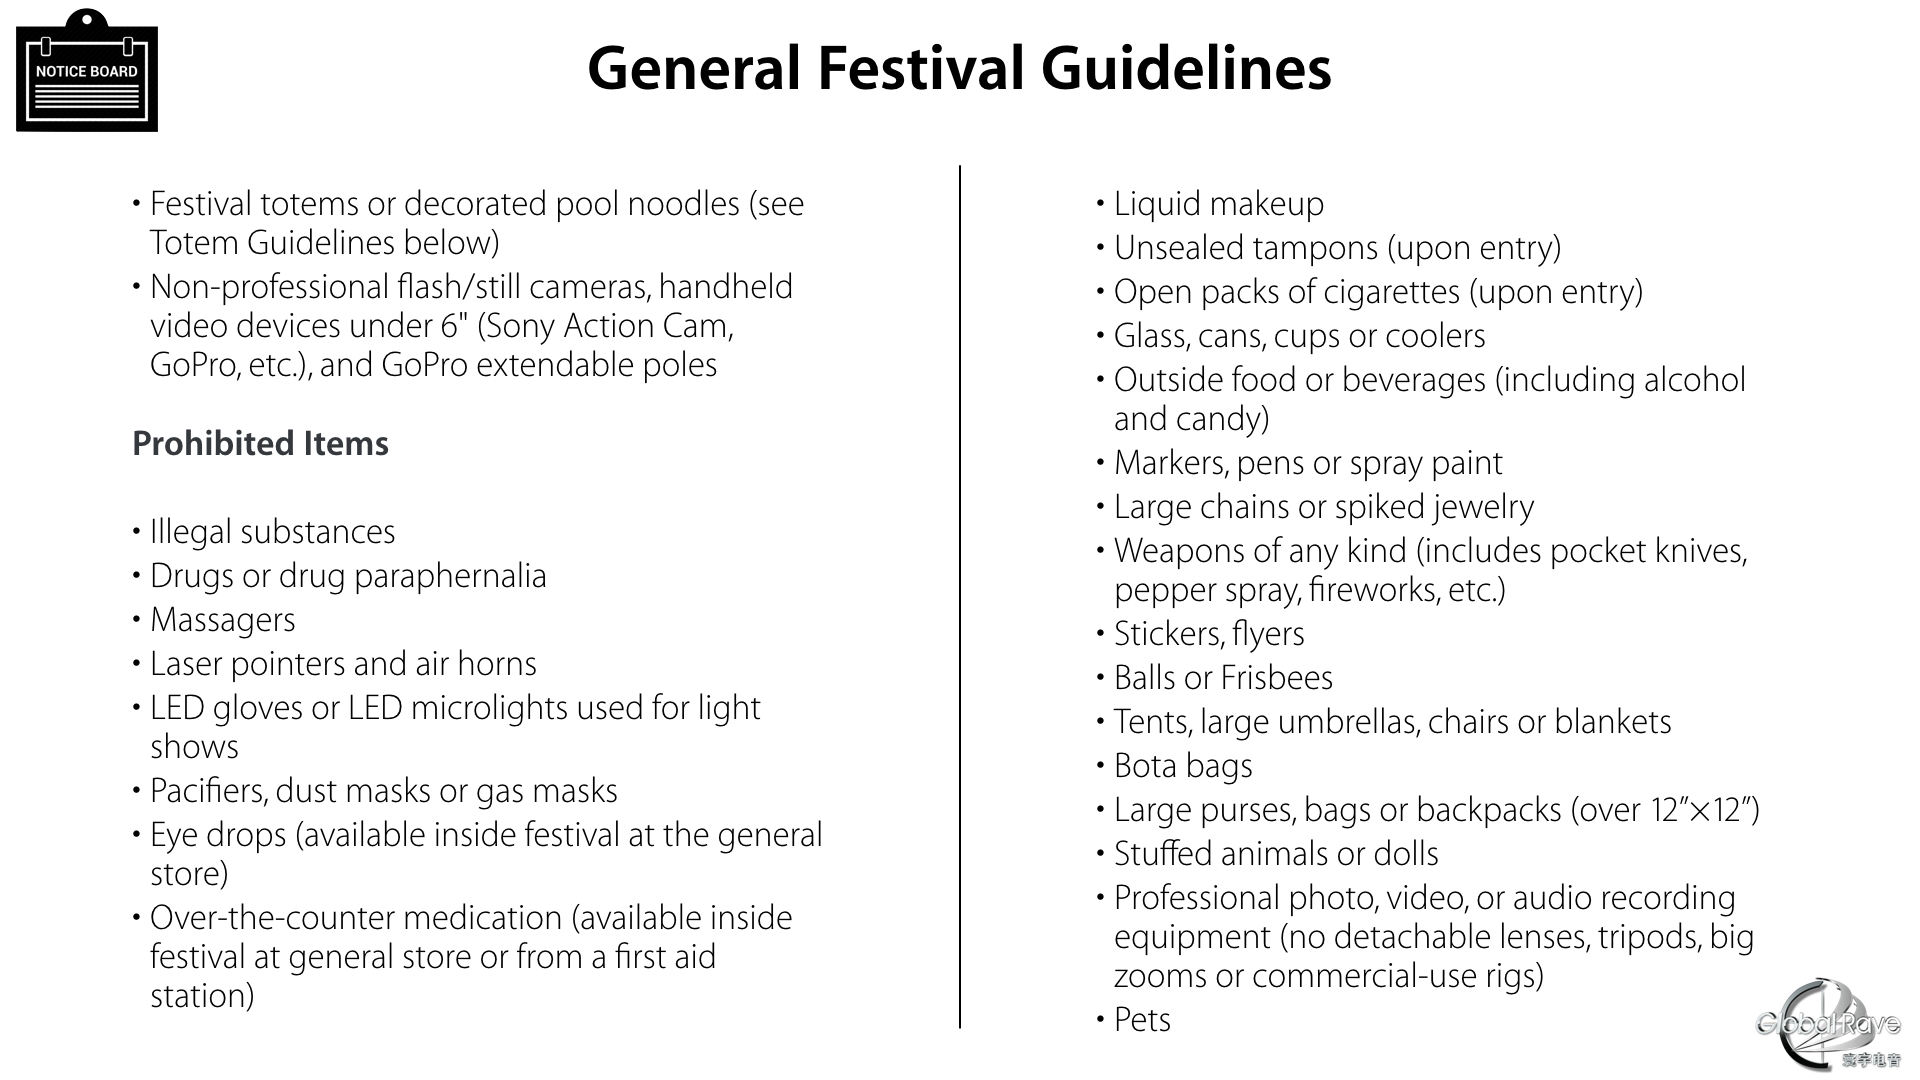 NOTICE BOARD
General Festival Guidelines
• Festival totems or decorated pool noodles (see
Totem Guidelines below)
• Non-professional flash/still cameras, handheld
video devices under 6" (Sony Action Cam,
GoPro, etc.), and GoPro extendable poles
Prohibited Items
• Illegal substances
• Drugs or drug paraphernalia
• Massagers
• Laser pointers and air horns
• LED gloves or LED microlights used for light
shows
• Pacifiers, dust masks or gas masks
• Eye drops (available inside festival at the general
store)
• Over-the-counter medication (available inside
festival at general store or from a first aid
station)
• Liquid makeup
• Unsealed tampons (upon entry)
• Open packs of cigarettes (upon entry)
• Glass, cans, cups or coolers
• Outside food or beverages (including alcohol
and candy)
• Markers, pens or spray paint
• Large chains or spiked jewelry
• Weapons of any kind (includes pocket knives,
pepper spray, fireworks, etc.)
• Stickers, flyers
• Balls or Frisbees
• Tents, large umbrellas, chairs or blankets
• Bota bags
• Large purses, bags or backpacks (over 12”×12”)
• Stuffed animals or dolls
• Professional photo, video, or audio recording
equipment (no detachable lenses, tripods, big
zooms or commercial-use rigs)
• Pets
Global Rave
寰宇电音